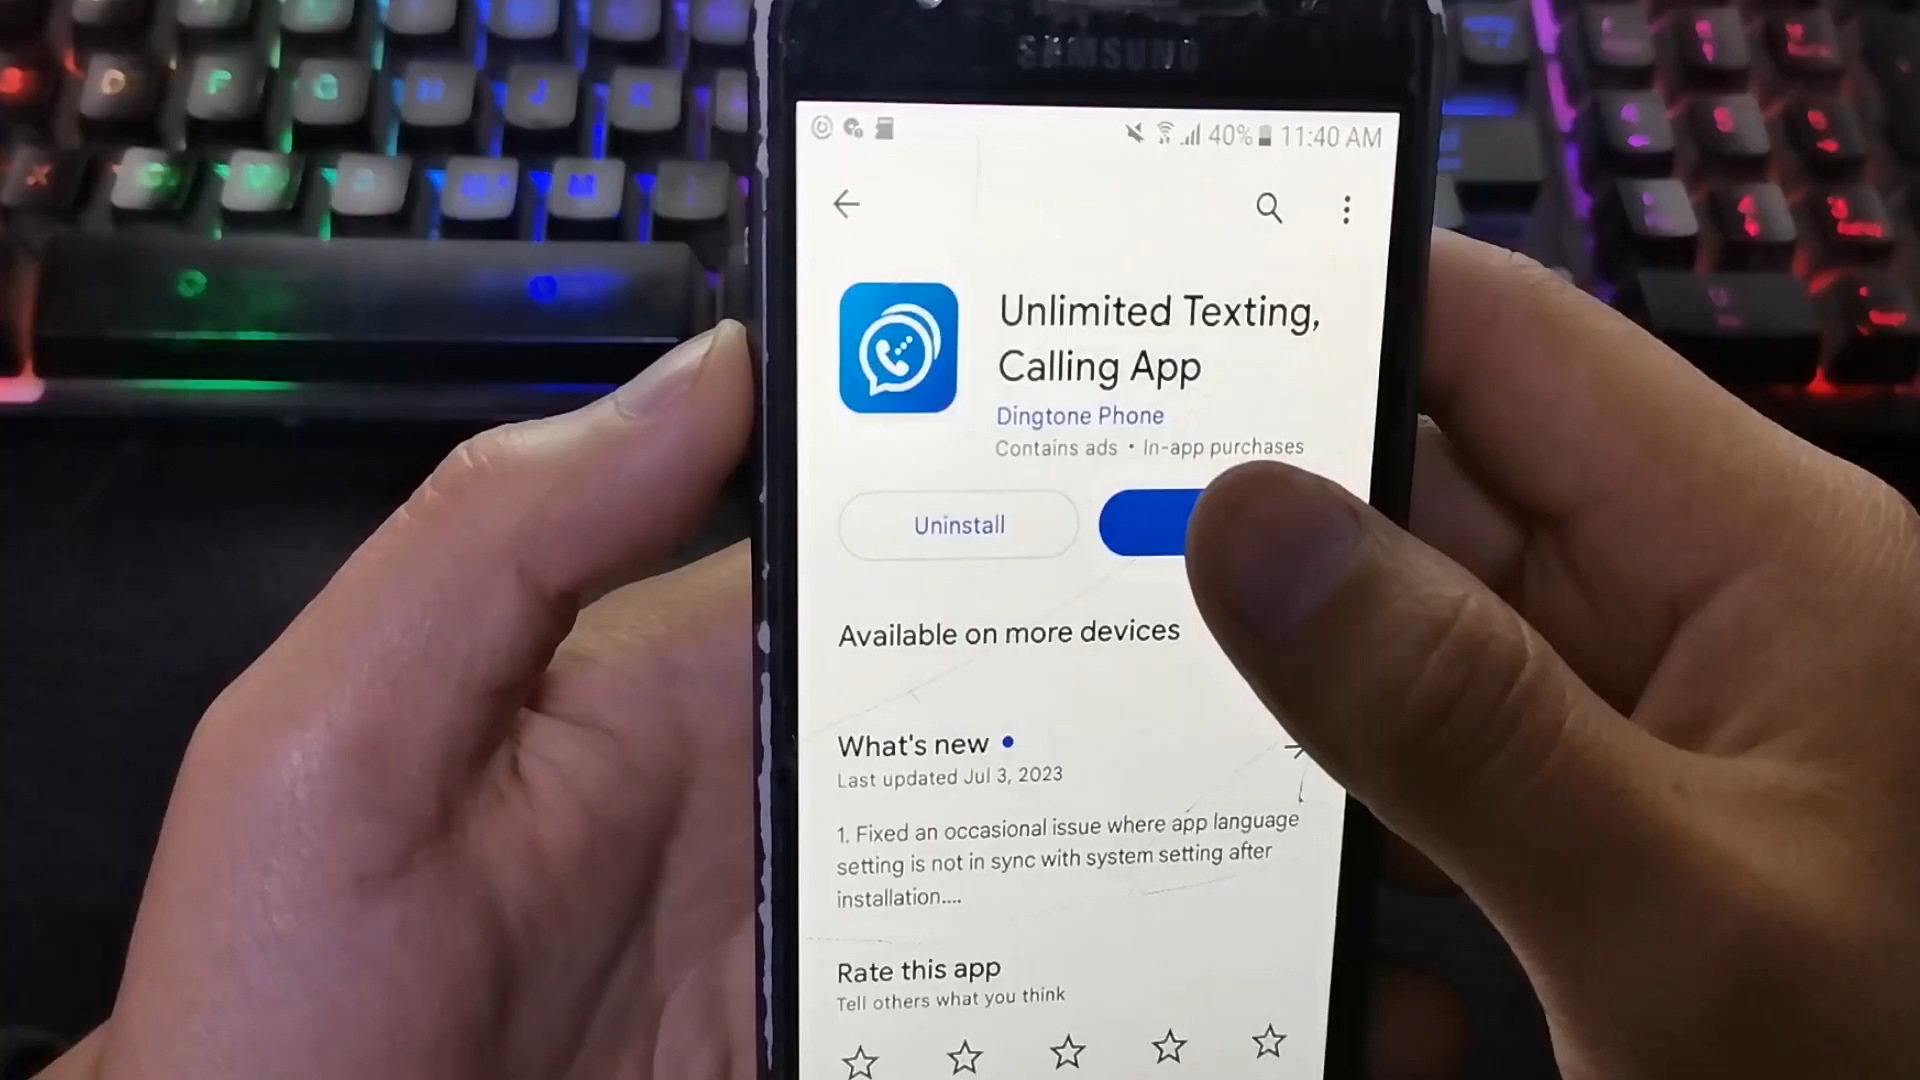 SAMSUNG
40% 11:40 AM
Unlimited Texting,
Calling App
Dingtone Phone
Contains ads • In-app purchases
Uninstall
Available on more devices
What's new
Last updated Jul 3, 2023
1. Fixed an occasional issue where app language
setting is not in sync with system setting after
installation....
Rate this app
Tell others what you think